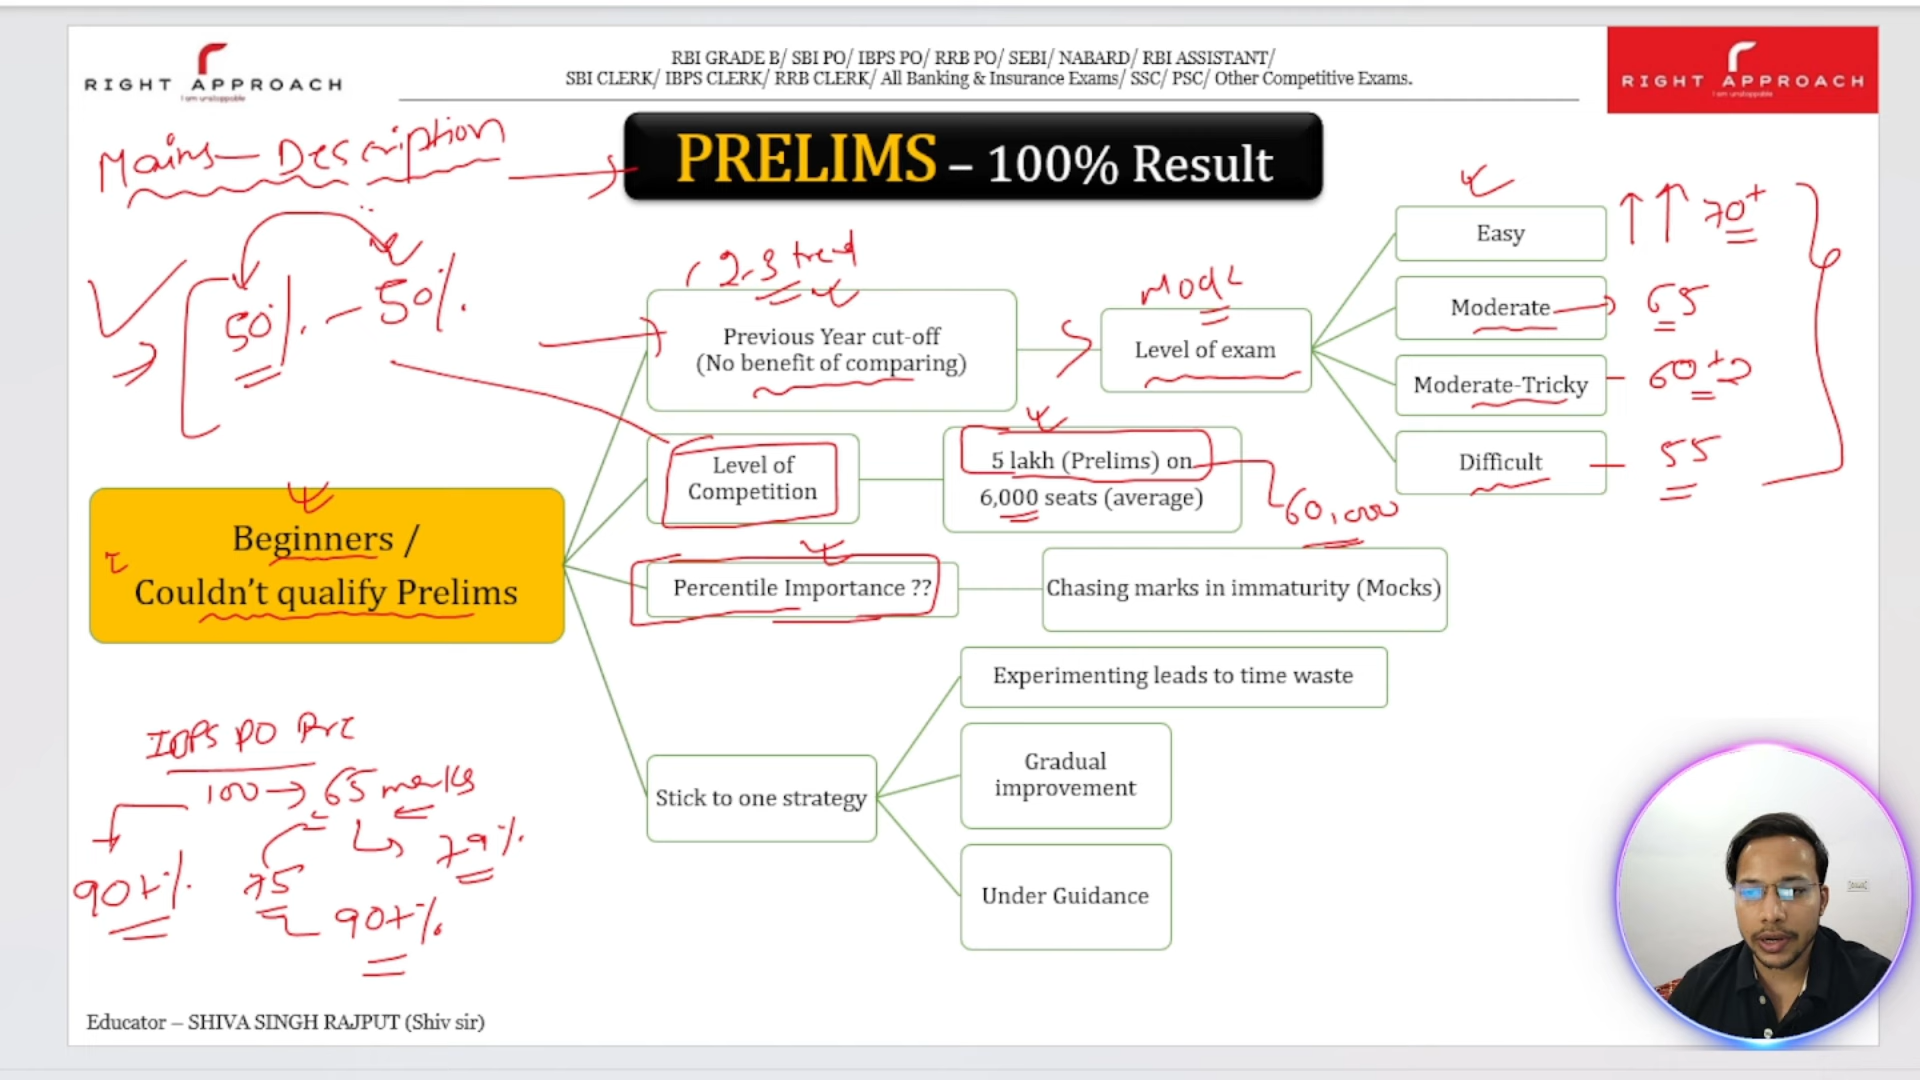 RIGHT APPROACH
I am unstoppable
RBI GRADE B/ SBI PO/ IBPS PO/ RRB PO/ SEBI/ NABARD/ RBI ASSISTANT/
SBI CLERK/ IBPS CLERK/ RRB CLERK/ All Banking & Insurance Exams/ SSC/ PSC/ Other Competitive Exams.
RIGHT APPROACH
I am unstoppable
PRELIMS – 100% Result
Mains – Description
50% – 50%
2-3 trend
Previous Year cut-off
(No benefit of comparing)
Level of exam
Easy
70+
Moderate
65
Moderate-Tricky
60+
Difficult
55
Level of
Competition
5 lakh (Prelims) on
6,000 seats (average)
60,000
Beginners /
Couldn’t qualify Prelims
Percentile Importance ??
Chasing marks in immaturity (Mocks)
Stick to one strategy
Experimenting leads to time waste
Gradual
improvement
Under Guidance
IBPS PO Pre
100 → 65 marks
79%
90+%
75
90+%
Educator – SHIVA SINGH RAJPUT (Shiv sir)